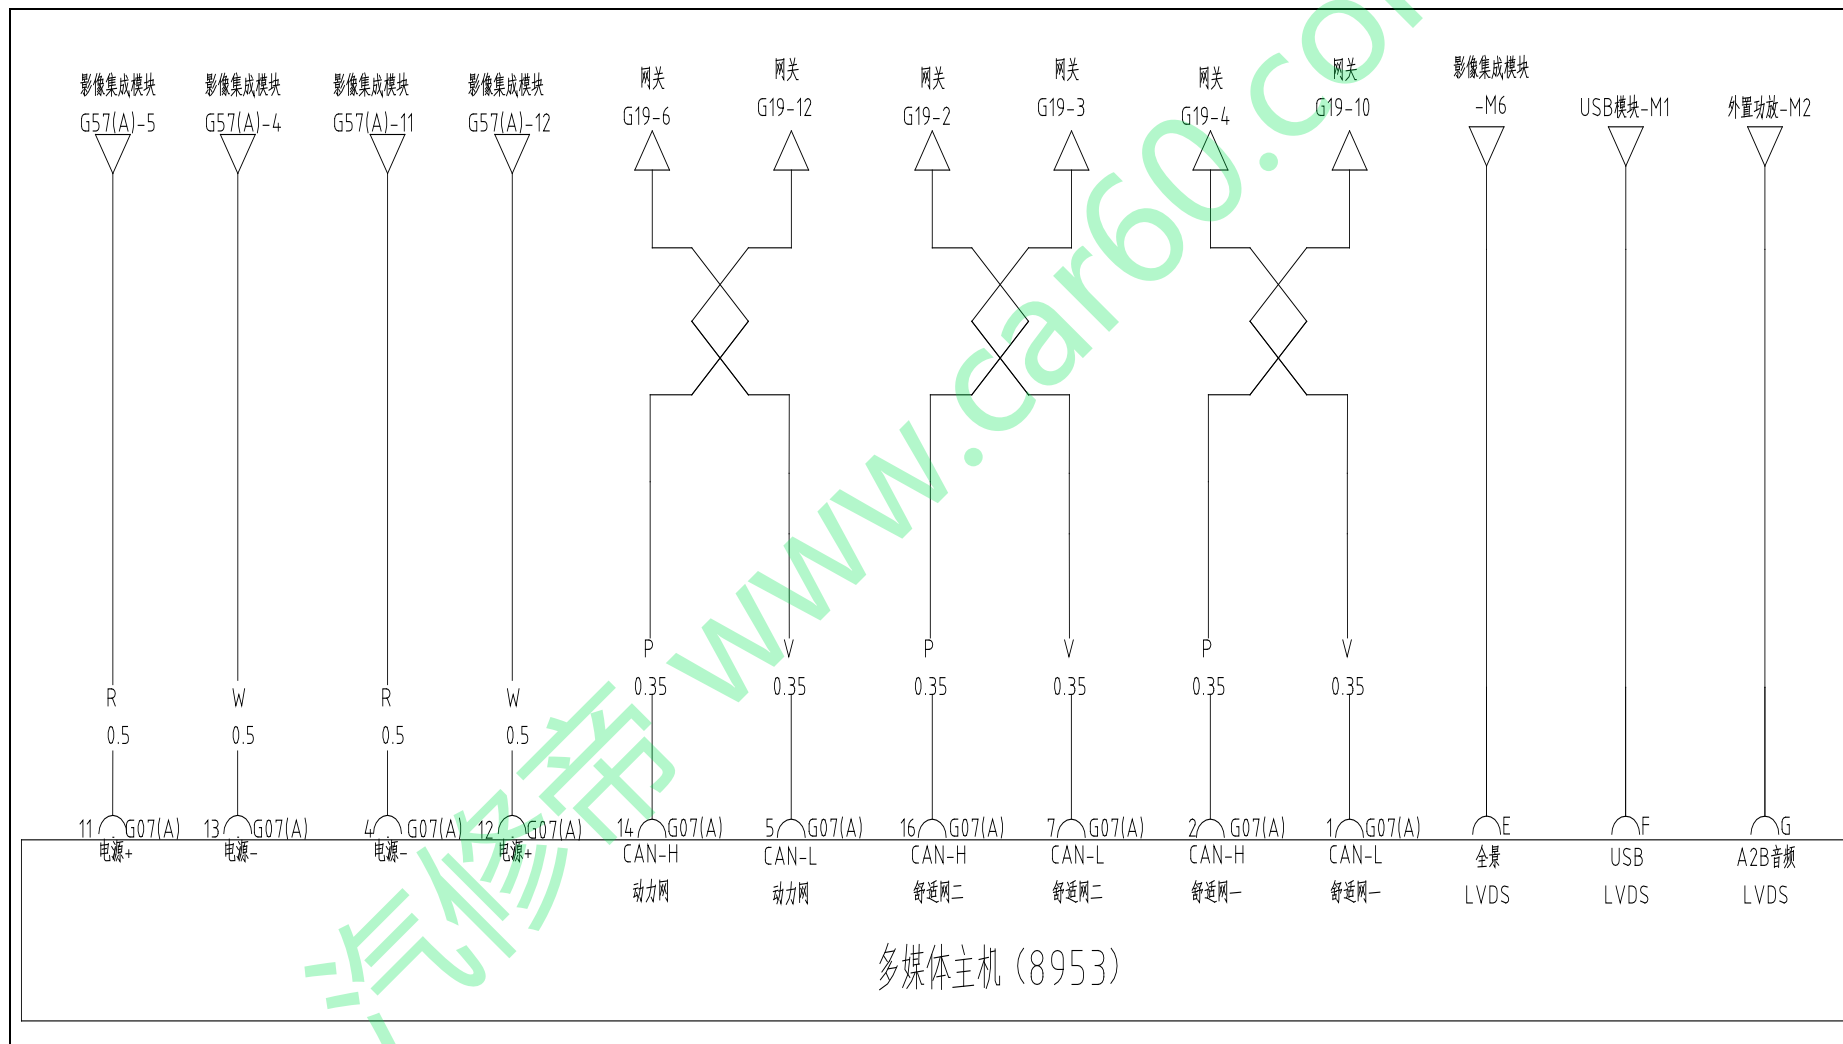 影像集成模块 影像集成模块 影像集成模块 影像集成模块 网关 网关 网关 网关 网关 网关 影像集成模块
G57(A)-5 G57(A)-4 G57(A)-11 G57(A)-12 G19-6 G19-12 G19-2 G19-3 G19-4 G19-10 -M6 USB模块-M1 外置功放-M2
P V P V P V
0.35 0.35 0.35 0.35 0.35 0.35
R W R W
0.5 0.5 0.5 0.5
11 G07(A) 13 G07(A) 4 G07(A) 12 G07(A) 14 G07(A) 5 G07(A) 16 G07(A) 7 G07(A) 2 G07(A) 1 G07(A) E F G
电源+ 电源- 电源- 电源+ CAN-H CAN-L CAN-H CAN-L CAN-H CAN-L 全景 USB A2B音频
动力网 动力网 舒适网二 舒适网二 舒适网一 舒适网一 LVDS LVDS LVDS
多媒体主机(8953)
汽修帝 www.car60.com